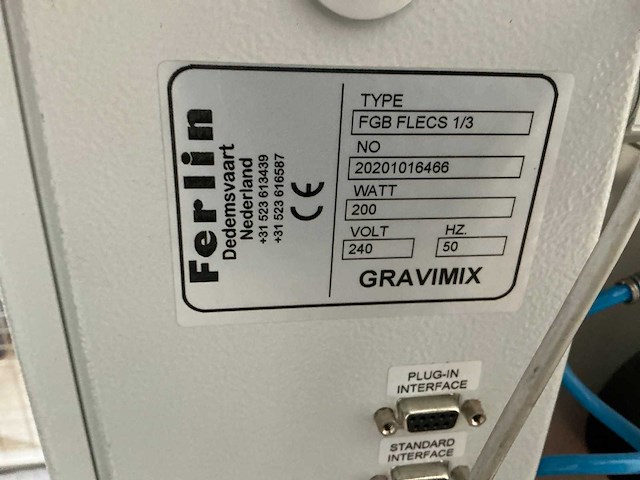 Ferlin
Dedemsvaart
Nederland
+31 523 613439
+31 523 616587
CE
TYPE
FGB FLECS 1/3
NO
20201016466
WATT
200
VOLT HZ.
240 50
GRAVIMIX
PLUG-IN
INTERFACE
STANDARD
INTERFACE